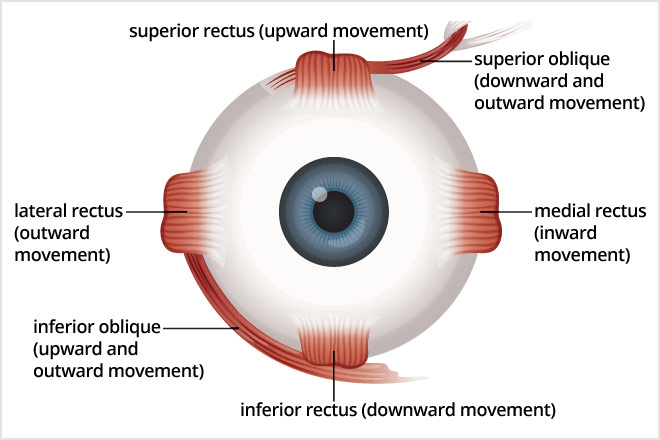 superior rectus (upward movement)
superior oblique
(downward and
outward movement)
lateral rectus
(outward
movement)
medial rectus
(inward
movement)
inferior oblique
(upward and
outward movement)
inferior rectus (downward movement)